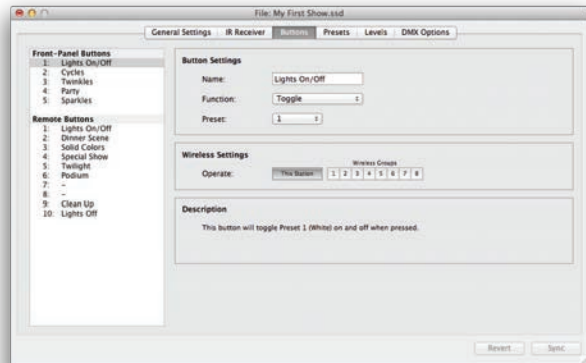 File: My First Show.ssd
General Settings IR Receiver Buttons Presets Levels DMX Options
Front-Panel Buttons
1: Lights On/Off
2: Cycles
3: Twinkles
4: Party
5: Sparkles
Remote Buttons
1: Lights On/Off
2: Dinner Scene
3: Solid Colors
4: Special Show
5: Twilight
6: Podium
7: –
8: –
9: Clean Up
10: Lights Off
Button Settings
Name: Lights On/Off
Function: Toggle
Preset: 1
Wireless Settings
Wireless Groups
Operate: This Button 1 2 3 4 5 6 7 8
Description
This button will toggle Preset 1 (White) on and off when pressed.
Revert Sync